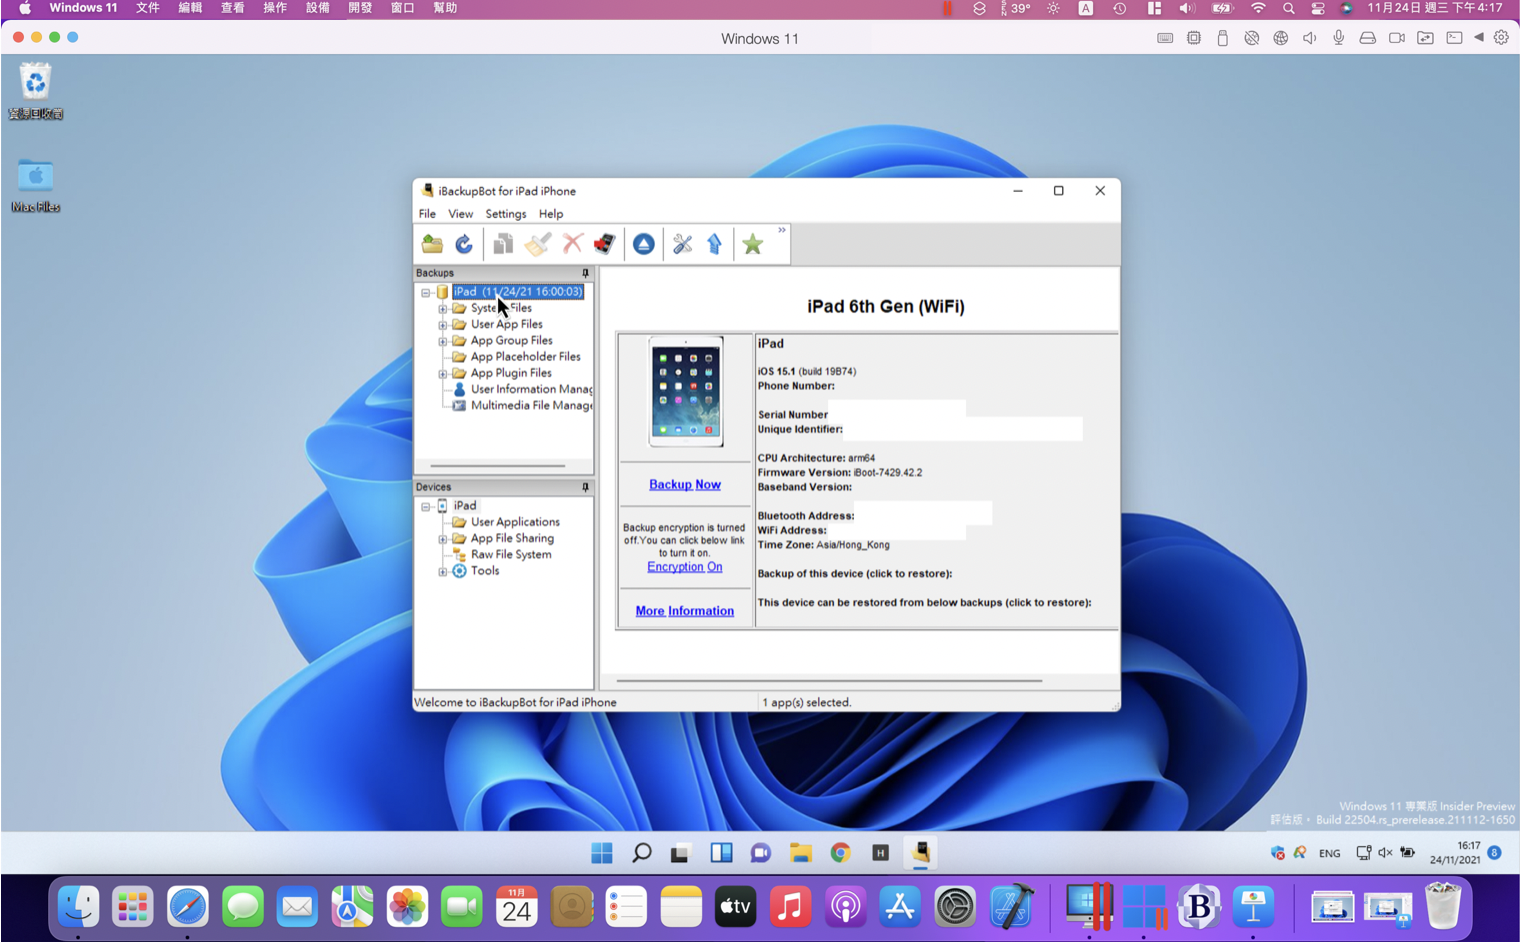 Windows 11 文件 編輯 查看 操作 設備 開發 窗口 幫助
39° A 11月24日 週三 下午4:17
Windows 11
資源回收筒
Mac Files
iBackupBot for iPad iPhone
File View Settings Help
Backups
iPad (11/24/21 16:00:03)
System Files
User App Files
App Group Files
App Placeholder Files
App Plugin Files
User Information Manag
Multimedia File Manage
Devices
iPad
User Applications
App File Sharing
Raw File System
Tools
iPad 6th Gen (WiFi)
Backup Now
Backup encryption is turned
off.You can click below link
to turn it on.
Encryption On
More Information
iPad
iOS 15.1 (build 19B74)
Phone Number:
Serial Number
Unique Identifier:
CPU Architecture: arm64
Firmware Version: iBoot-7429.42.2
Baseband Version:
Bluetooth Address:
WiFi Address:
Time Zone: Asia/Hong_Kong
Backup of this device (click to restore):
This device can be restored from below backups (click to restore):
Welcome to iBackupBot for iPad iPhone
1 app(s) selected.
Windows 11 專業版 Insider Preview
評估版。 Build 22504.rs_prerelease.211112-1650
H
ENG
16:17
24/11/2021
8
11月
24
tv
B